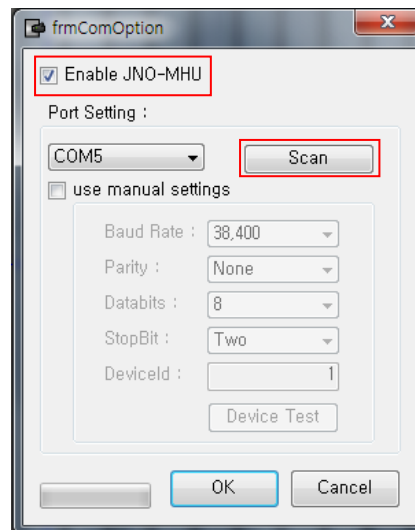 frmComOption
Enable JNO-MHU
Port Setting :
COM5
Scan
use manual settings
Baud Rate : 38,400
Parity : None
Databits : 8
StopBit : Two
DeviceId : 1
Device Test
OK
Cancel